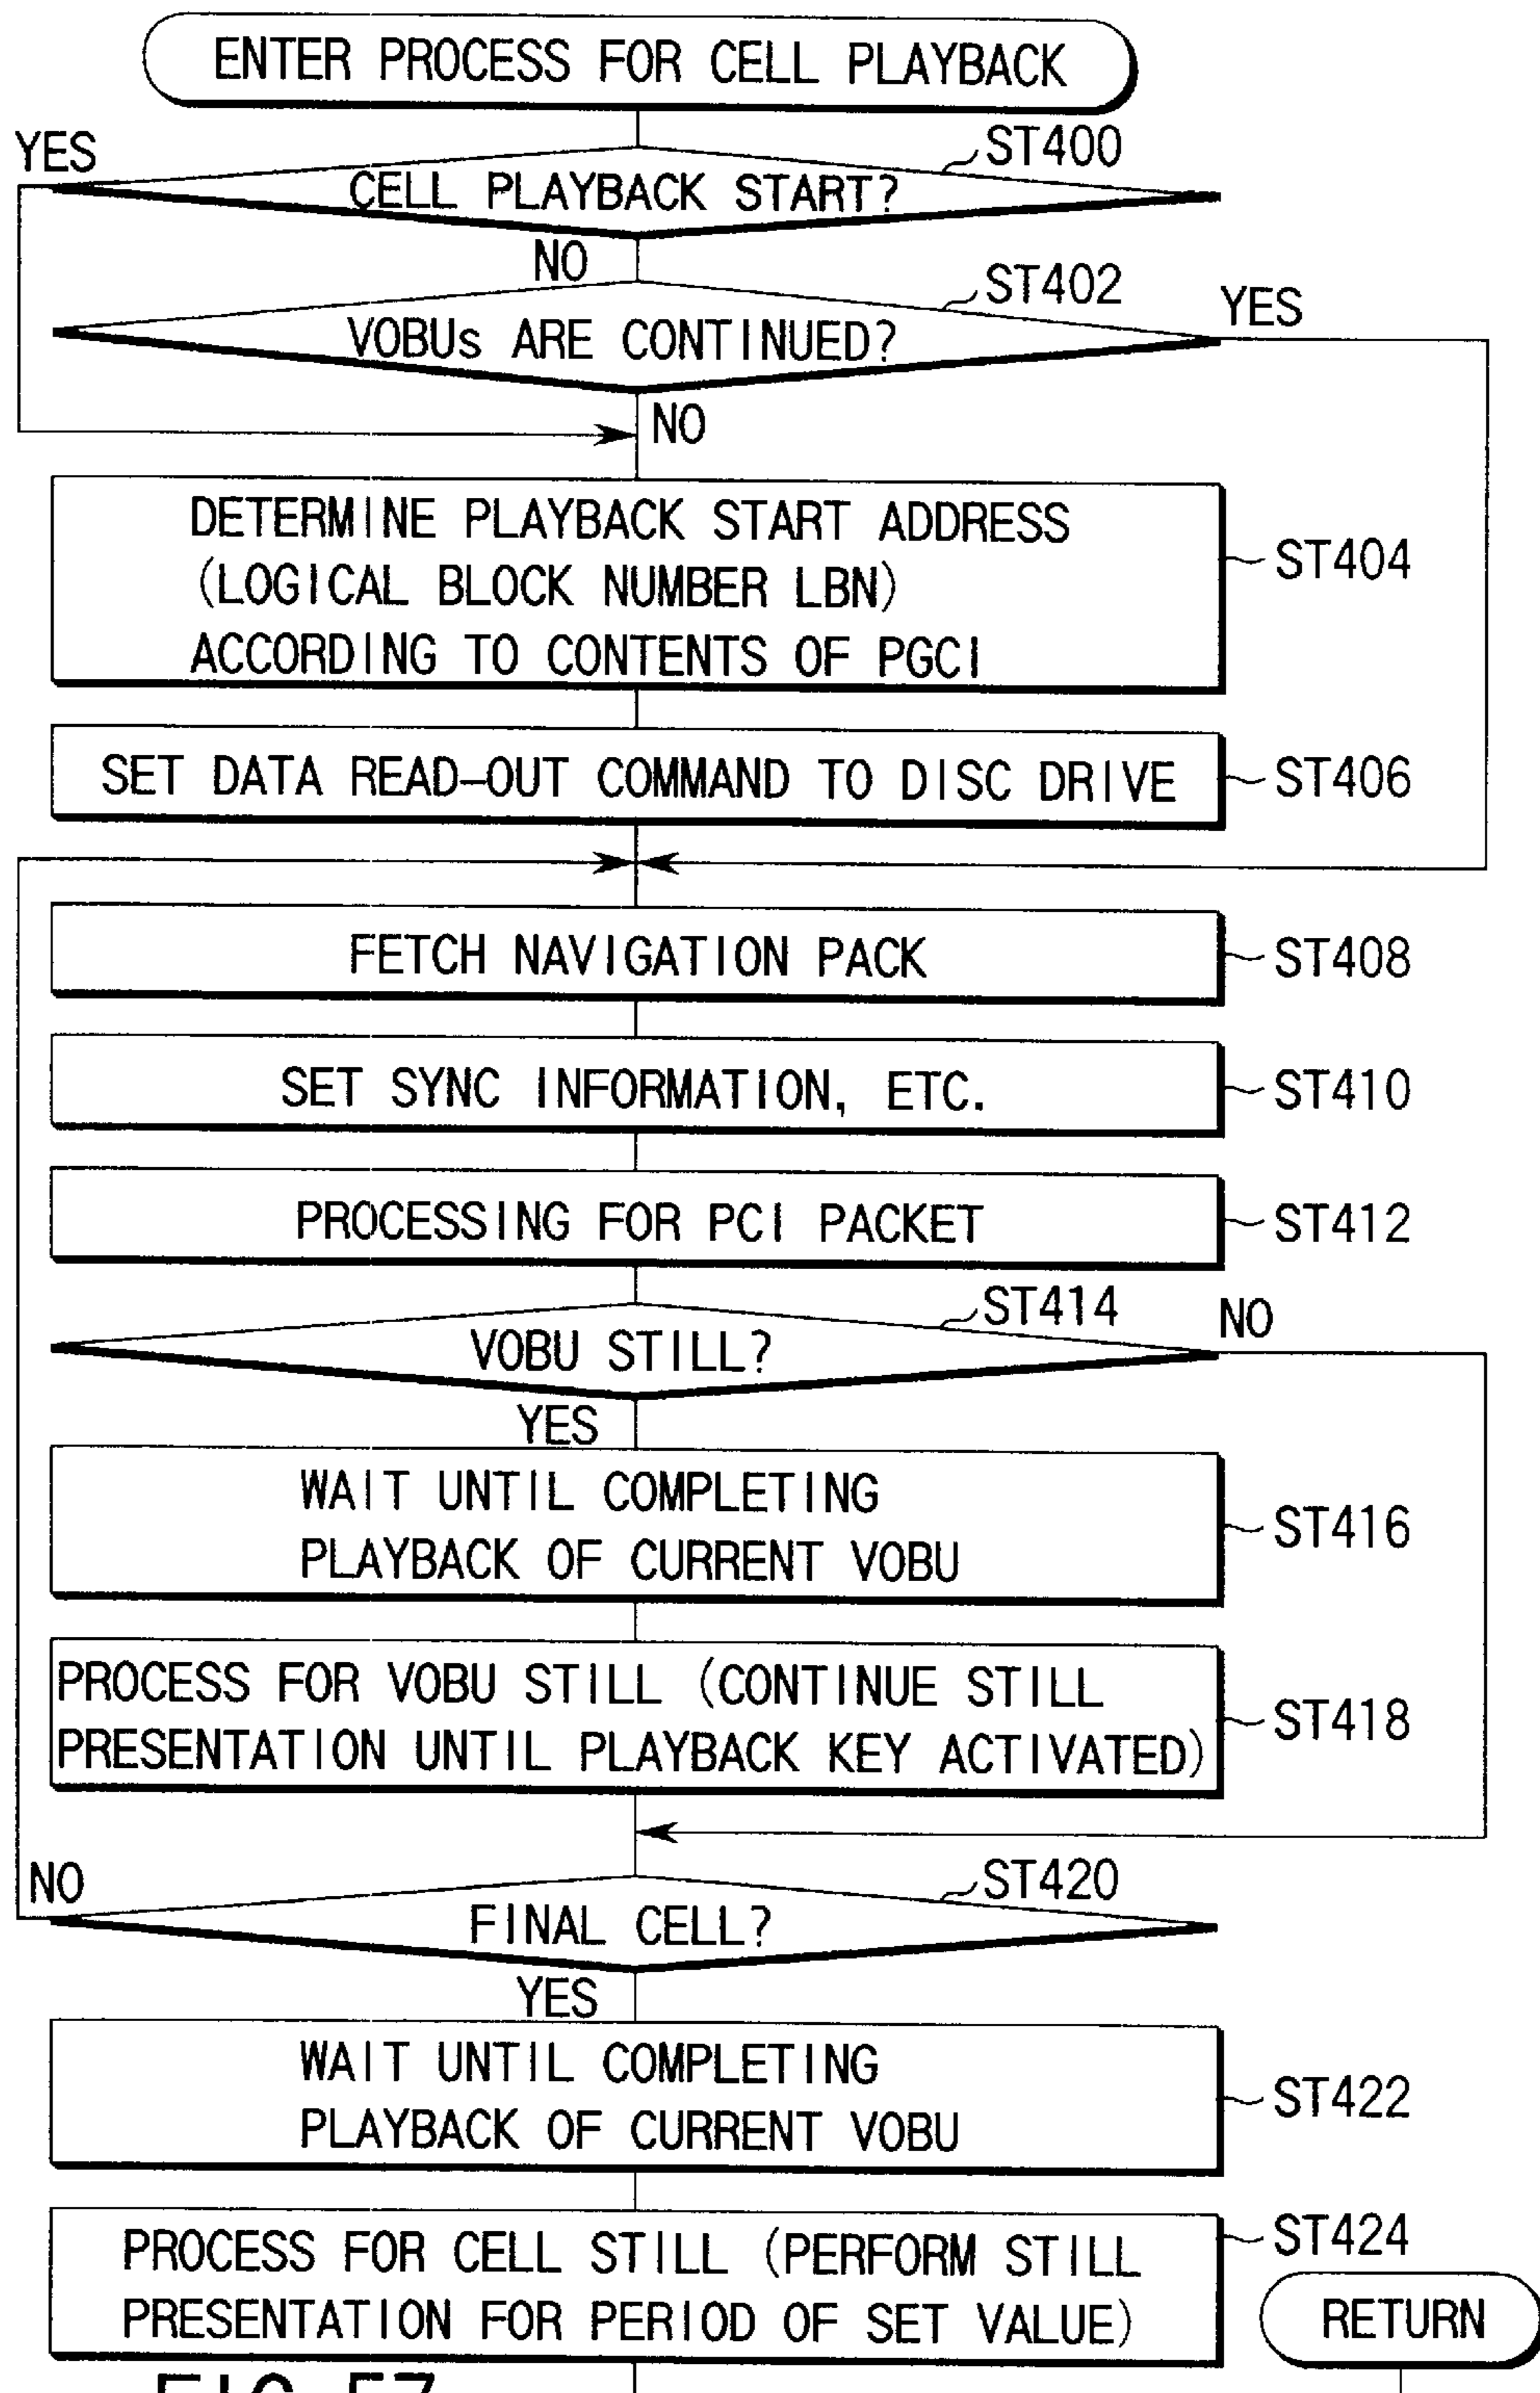 ENTER PROCESS FOR CELL PLAYBACK
YES
ST400
CELL PLAYBACK START?
NO
ST402
YES
VOBUs ARE CONTINUED?
NO
DETERMINE PLAYBACK START ADDRESS
(LOGICAL BLOCK NUMBER LBN)
ACCORDING TO CONTENTS OF PGCI
ST404
SET DATA READ-OUT COMMAND TO DISC DRIVE
ST406
FETCH NAVIGATION PACK
ST408
SET SYNC INFORMATION, ETC.
ST410
PROCESSING FOR PCI PACKET
ST412
ST414
NO
VOBU STILL?
YES
WAIT UNTIL COMPLETING
PLAYBACK OF CURRENT VOBU
ST416
PROCESS FOR VOBU STILL (CONTINUE STILL
PRESENTATION UNTIL PLAYBACK KEY ACTIVATED)
ST418
NO
ST420
FINAL CELL?
YES
WAIT UNTIL COMPLETING
PLAYBACK OF CURRENT VOBU
ST422
PROCESS FOR CELL STILL (PERFORM STILL
PRESENTATION FOR PERIOD OF SET VALUE)
ST424
RETURN